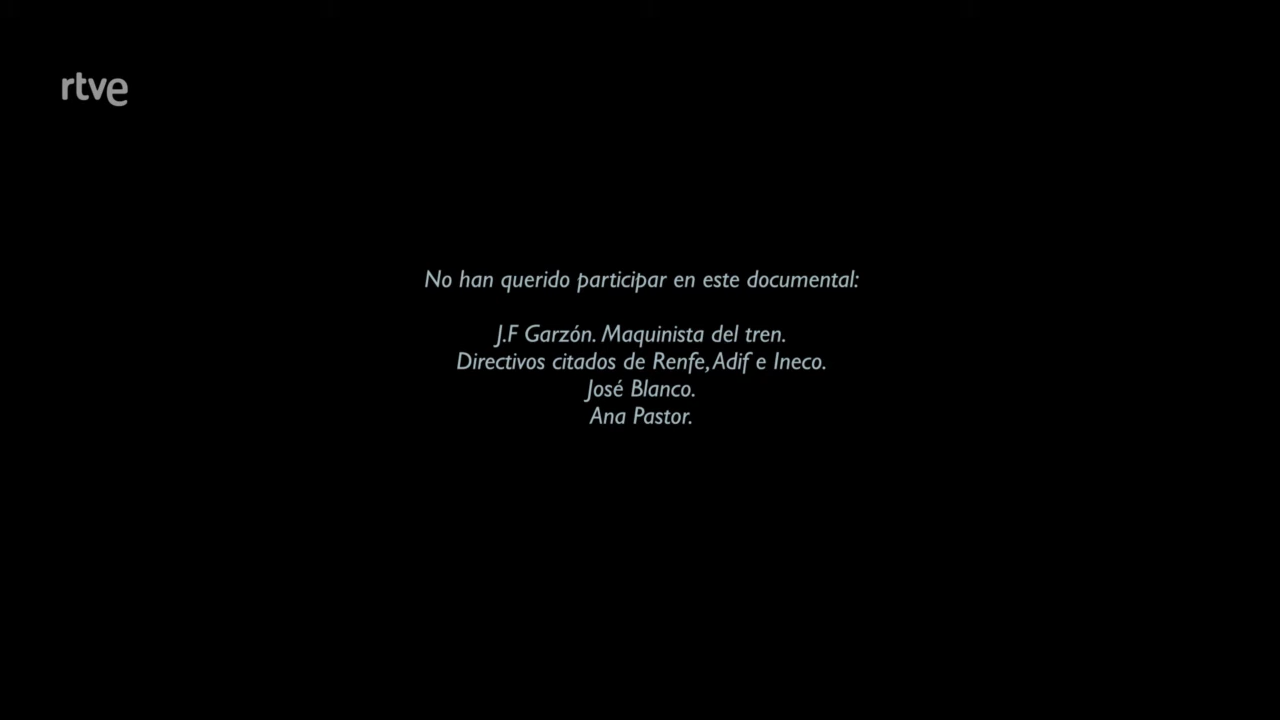 rtve
No han querido participar en este documental:
J.F Garzón. Maquinista del tren.
Directivos citados de Renfe, Adif e Ineco.
José Blanco.
Ana Pastor.